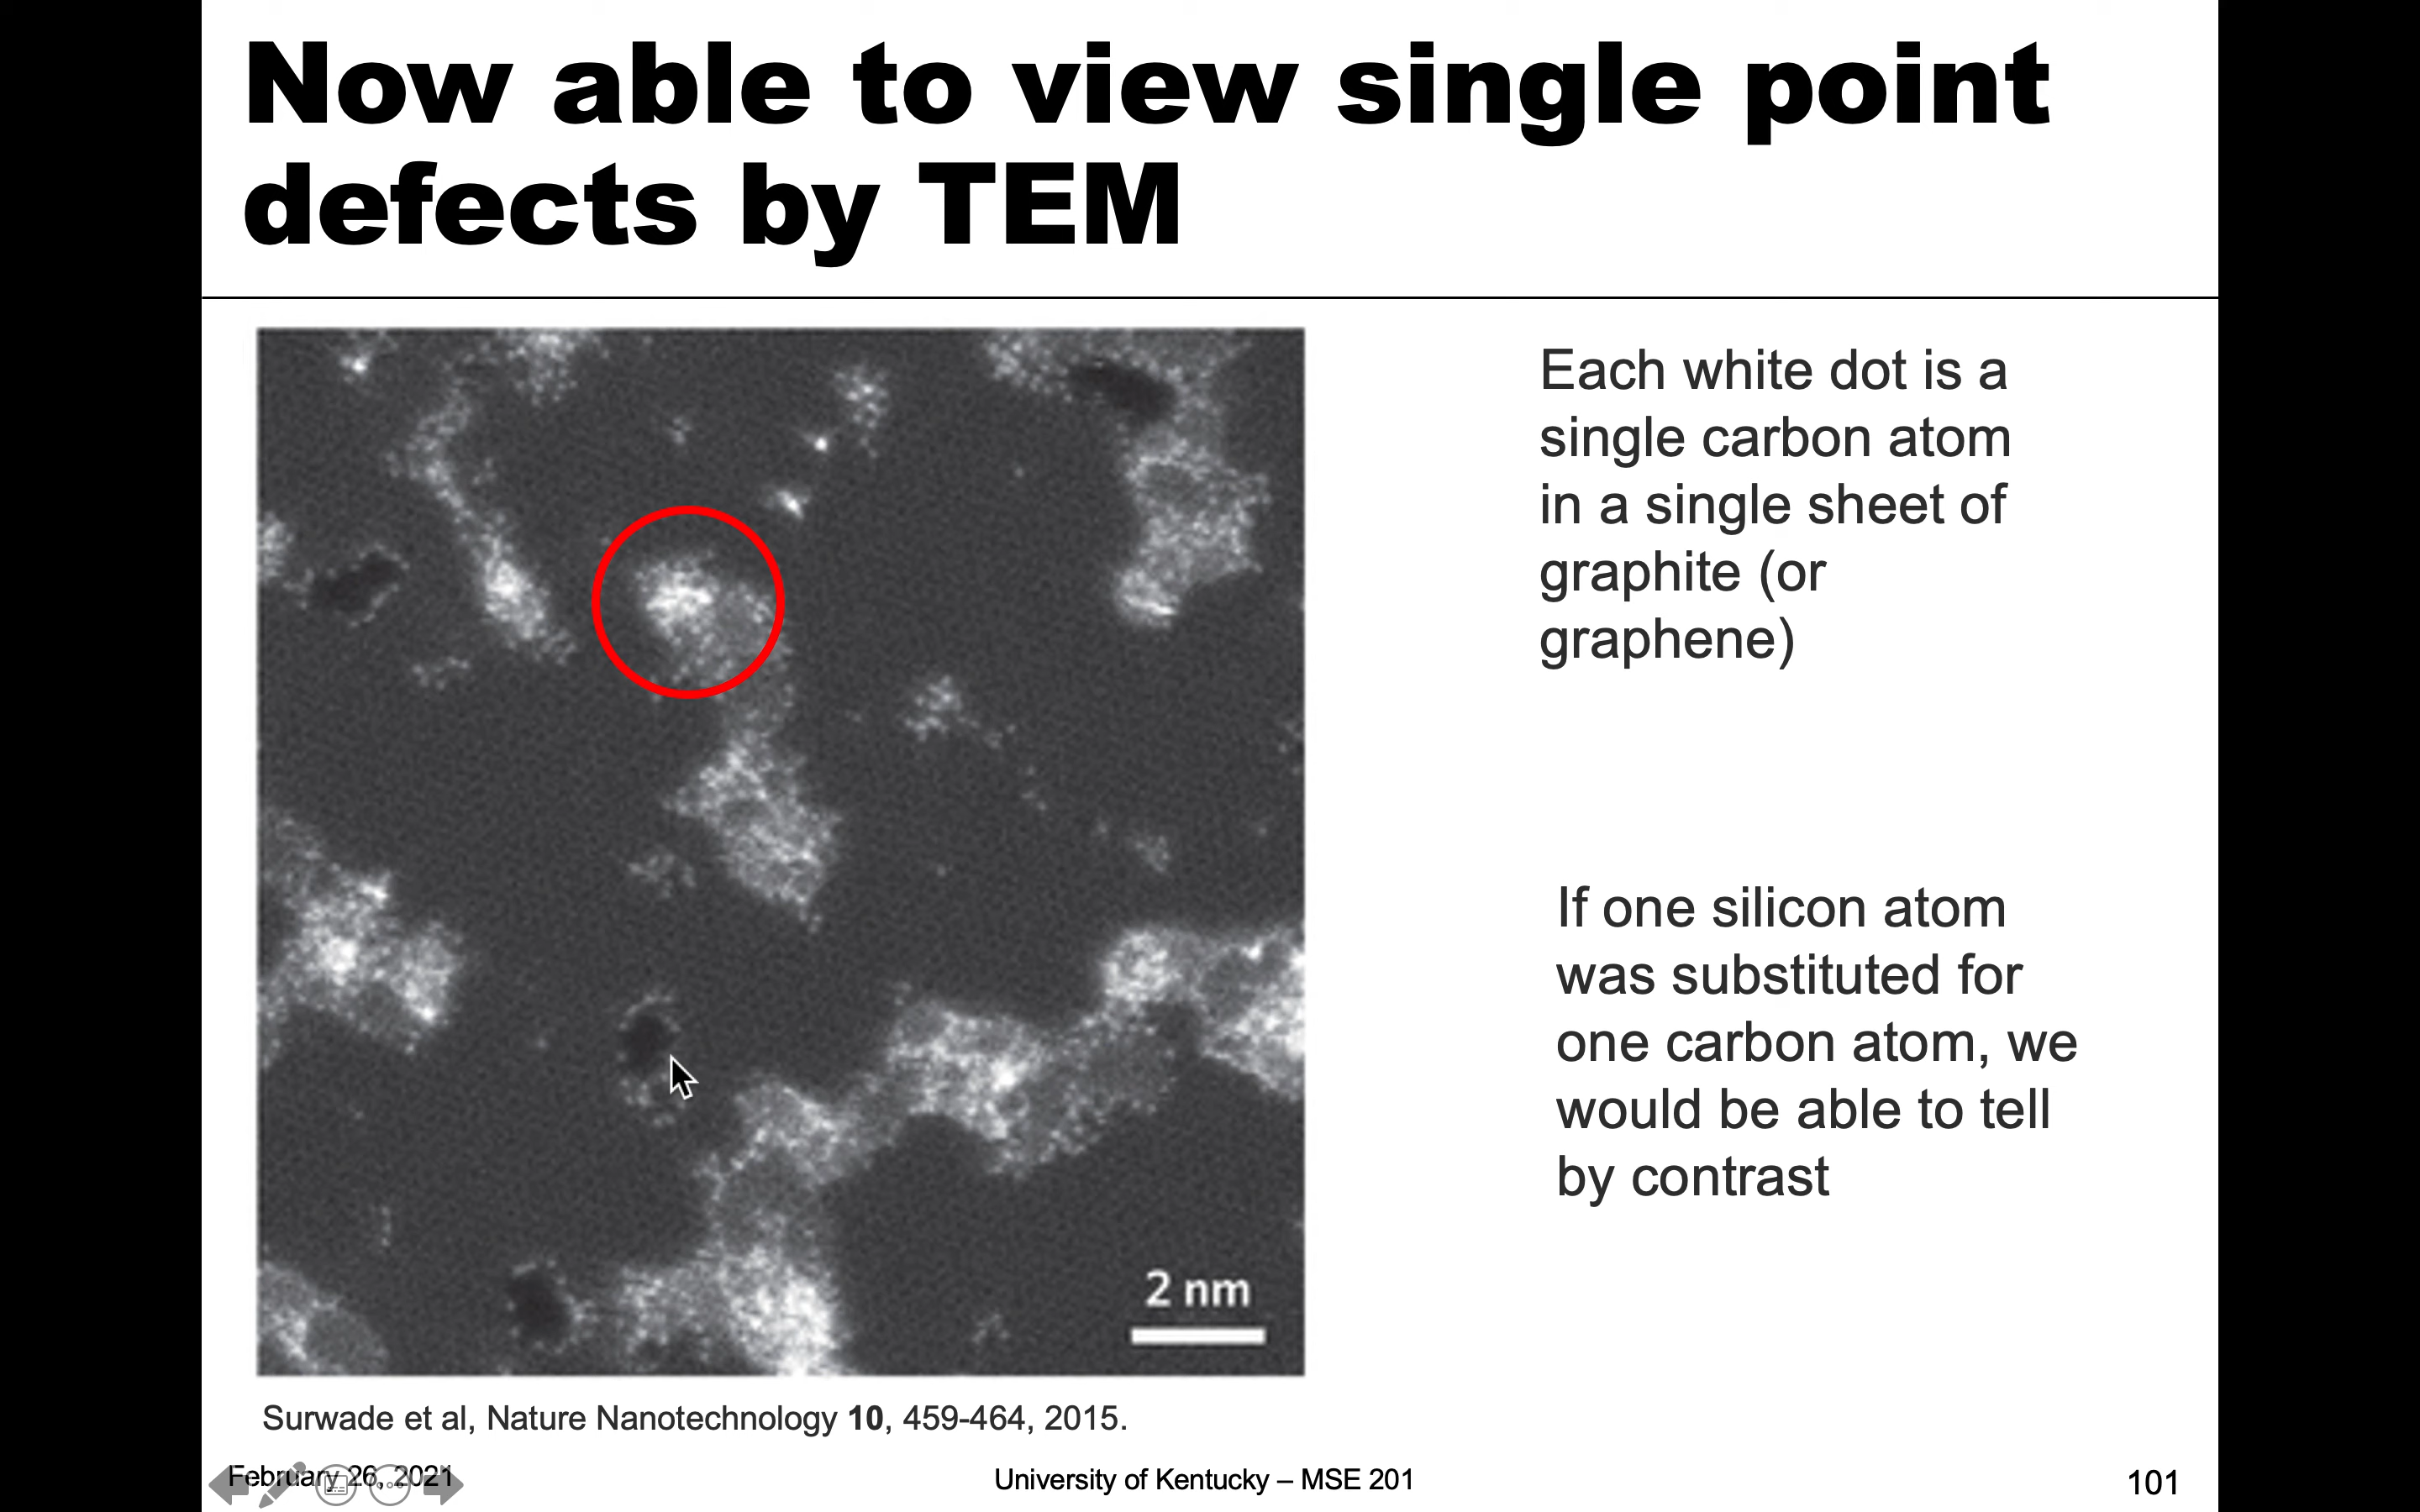 Now able to view single point
defects by TEM
Each white dot is a
single carbon atom
in a single sheet of
graphite (or
graphene)
If one silicon atom
was substituted for
one carbon atom, we
would be able to tell
by contrast
2 nm
Surwade et al, Nature Nanotechnology 10, 459-464, 2015.
February 26, 2021
University of Kentucky – MSE 201
101